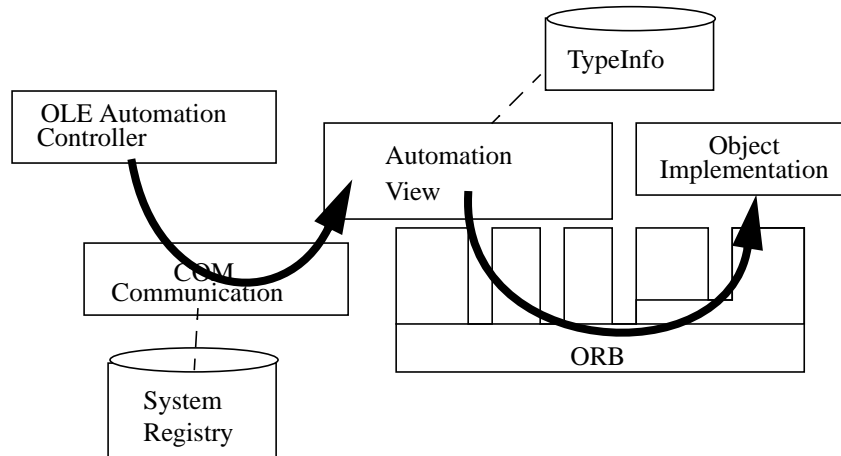 TypeInfo
OLE Automation
Controller
Automation
View
Object
Implementation
COM
Communication
ORB
System
Registry